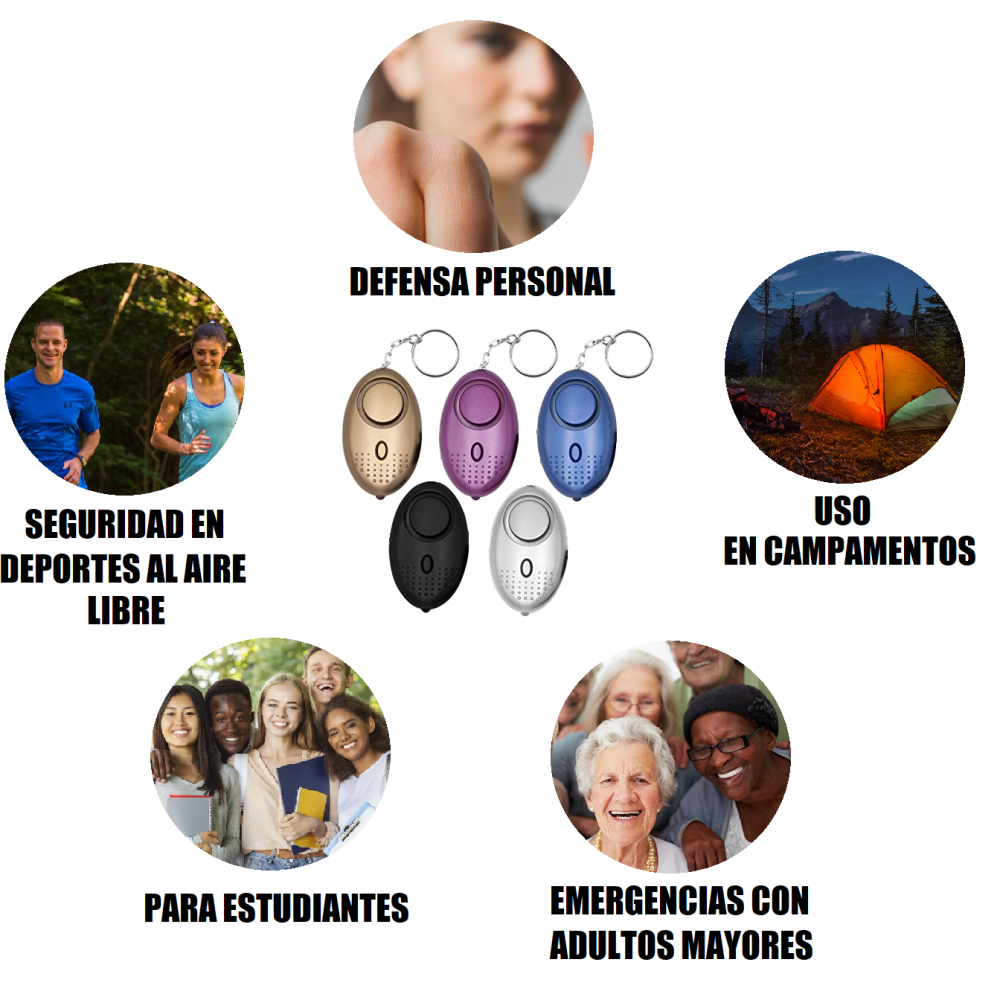 DEFENSA PERSONAL
SEGURIDAD EN
DEPORTES AL AIRE
LIBRE
USO
EN CAMPAMENTOS
PARA ESTUDIANTES
EMERGENCIAS CON
ADULTOS MAYORES